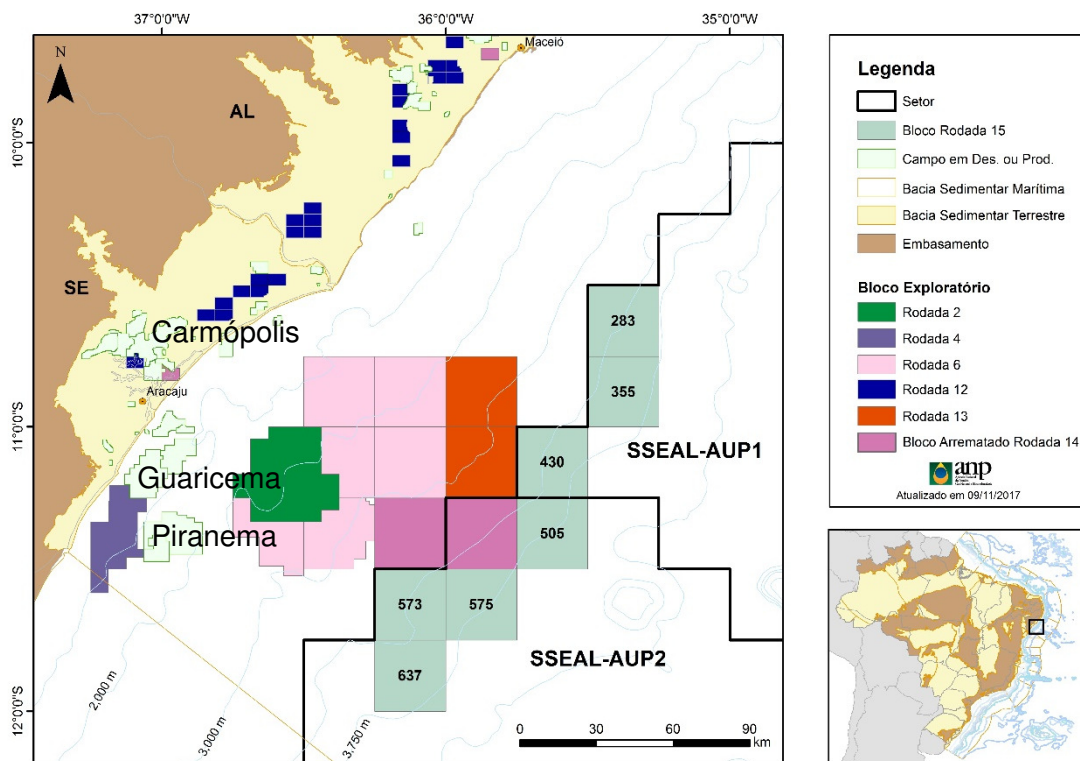 37°0'0"W
36°0'0"W
35°0'0"W
N
Maceió
AL
10°0'0"S
SE
Carmópolis
Aracaju
283
355
11°0'0"S
430
SSEAL-AUP1
Guaricema
Piranema
505
573
575
SSEAL-AUP2
637
12°0'0"S
2,000 m
3.000 m
3.750 m
0 30 60 90
km
Legenda
Setor
Bloco Rodada 15
Campo em Des. ou Prod.
Bacia Sedimentar Marítima
Bacia Sedimentar Terrestre
Embasamento
Bloco Exploratório
Rodada 2
Rodada 4
Rodada 6
Rodada 12
Rodada 13
Bloco Arrematado Rodada 14
anp
Atualizado em 09/11/2017